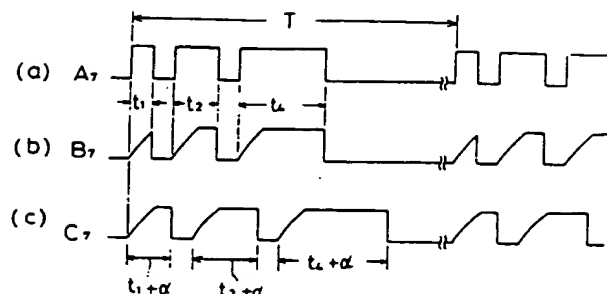 T
(a) A₇
t₁ t₂ t₄
(b) B₇
(c) C₇
t₁+α t₂+α t₄+α